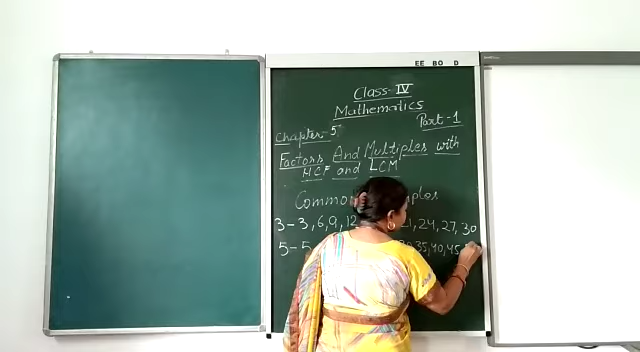 EE BO D
Class-IV
Mathematics
Part-1
Chapter-5
Factors And Multiples with
HCF and LCM
3-3,6,9,12 21,24,27,30
5-5 35,40,45